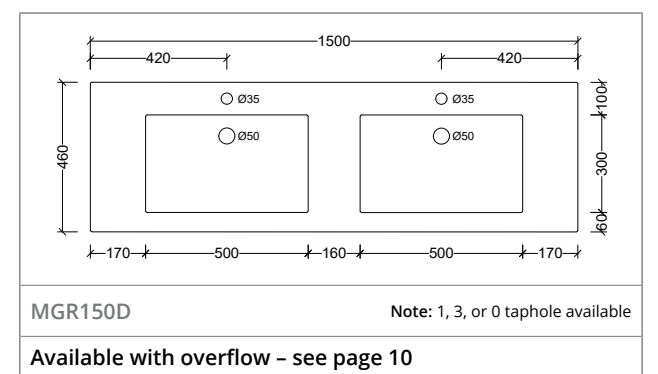 1500
420 420
Ø35 Ø35
100
Ø50 Ø50
460
300
60
170 500 160 500 170
MGR150D Note: 1, 3, or 0 taphole available
Available with overflow – see page 10